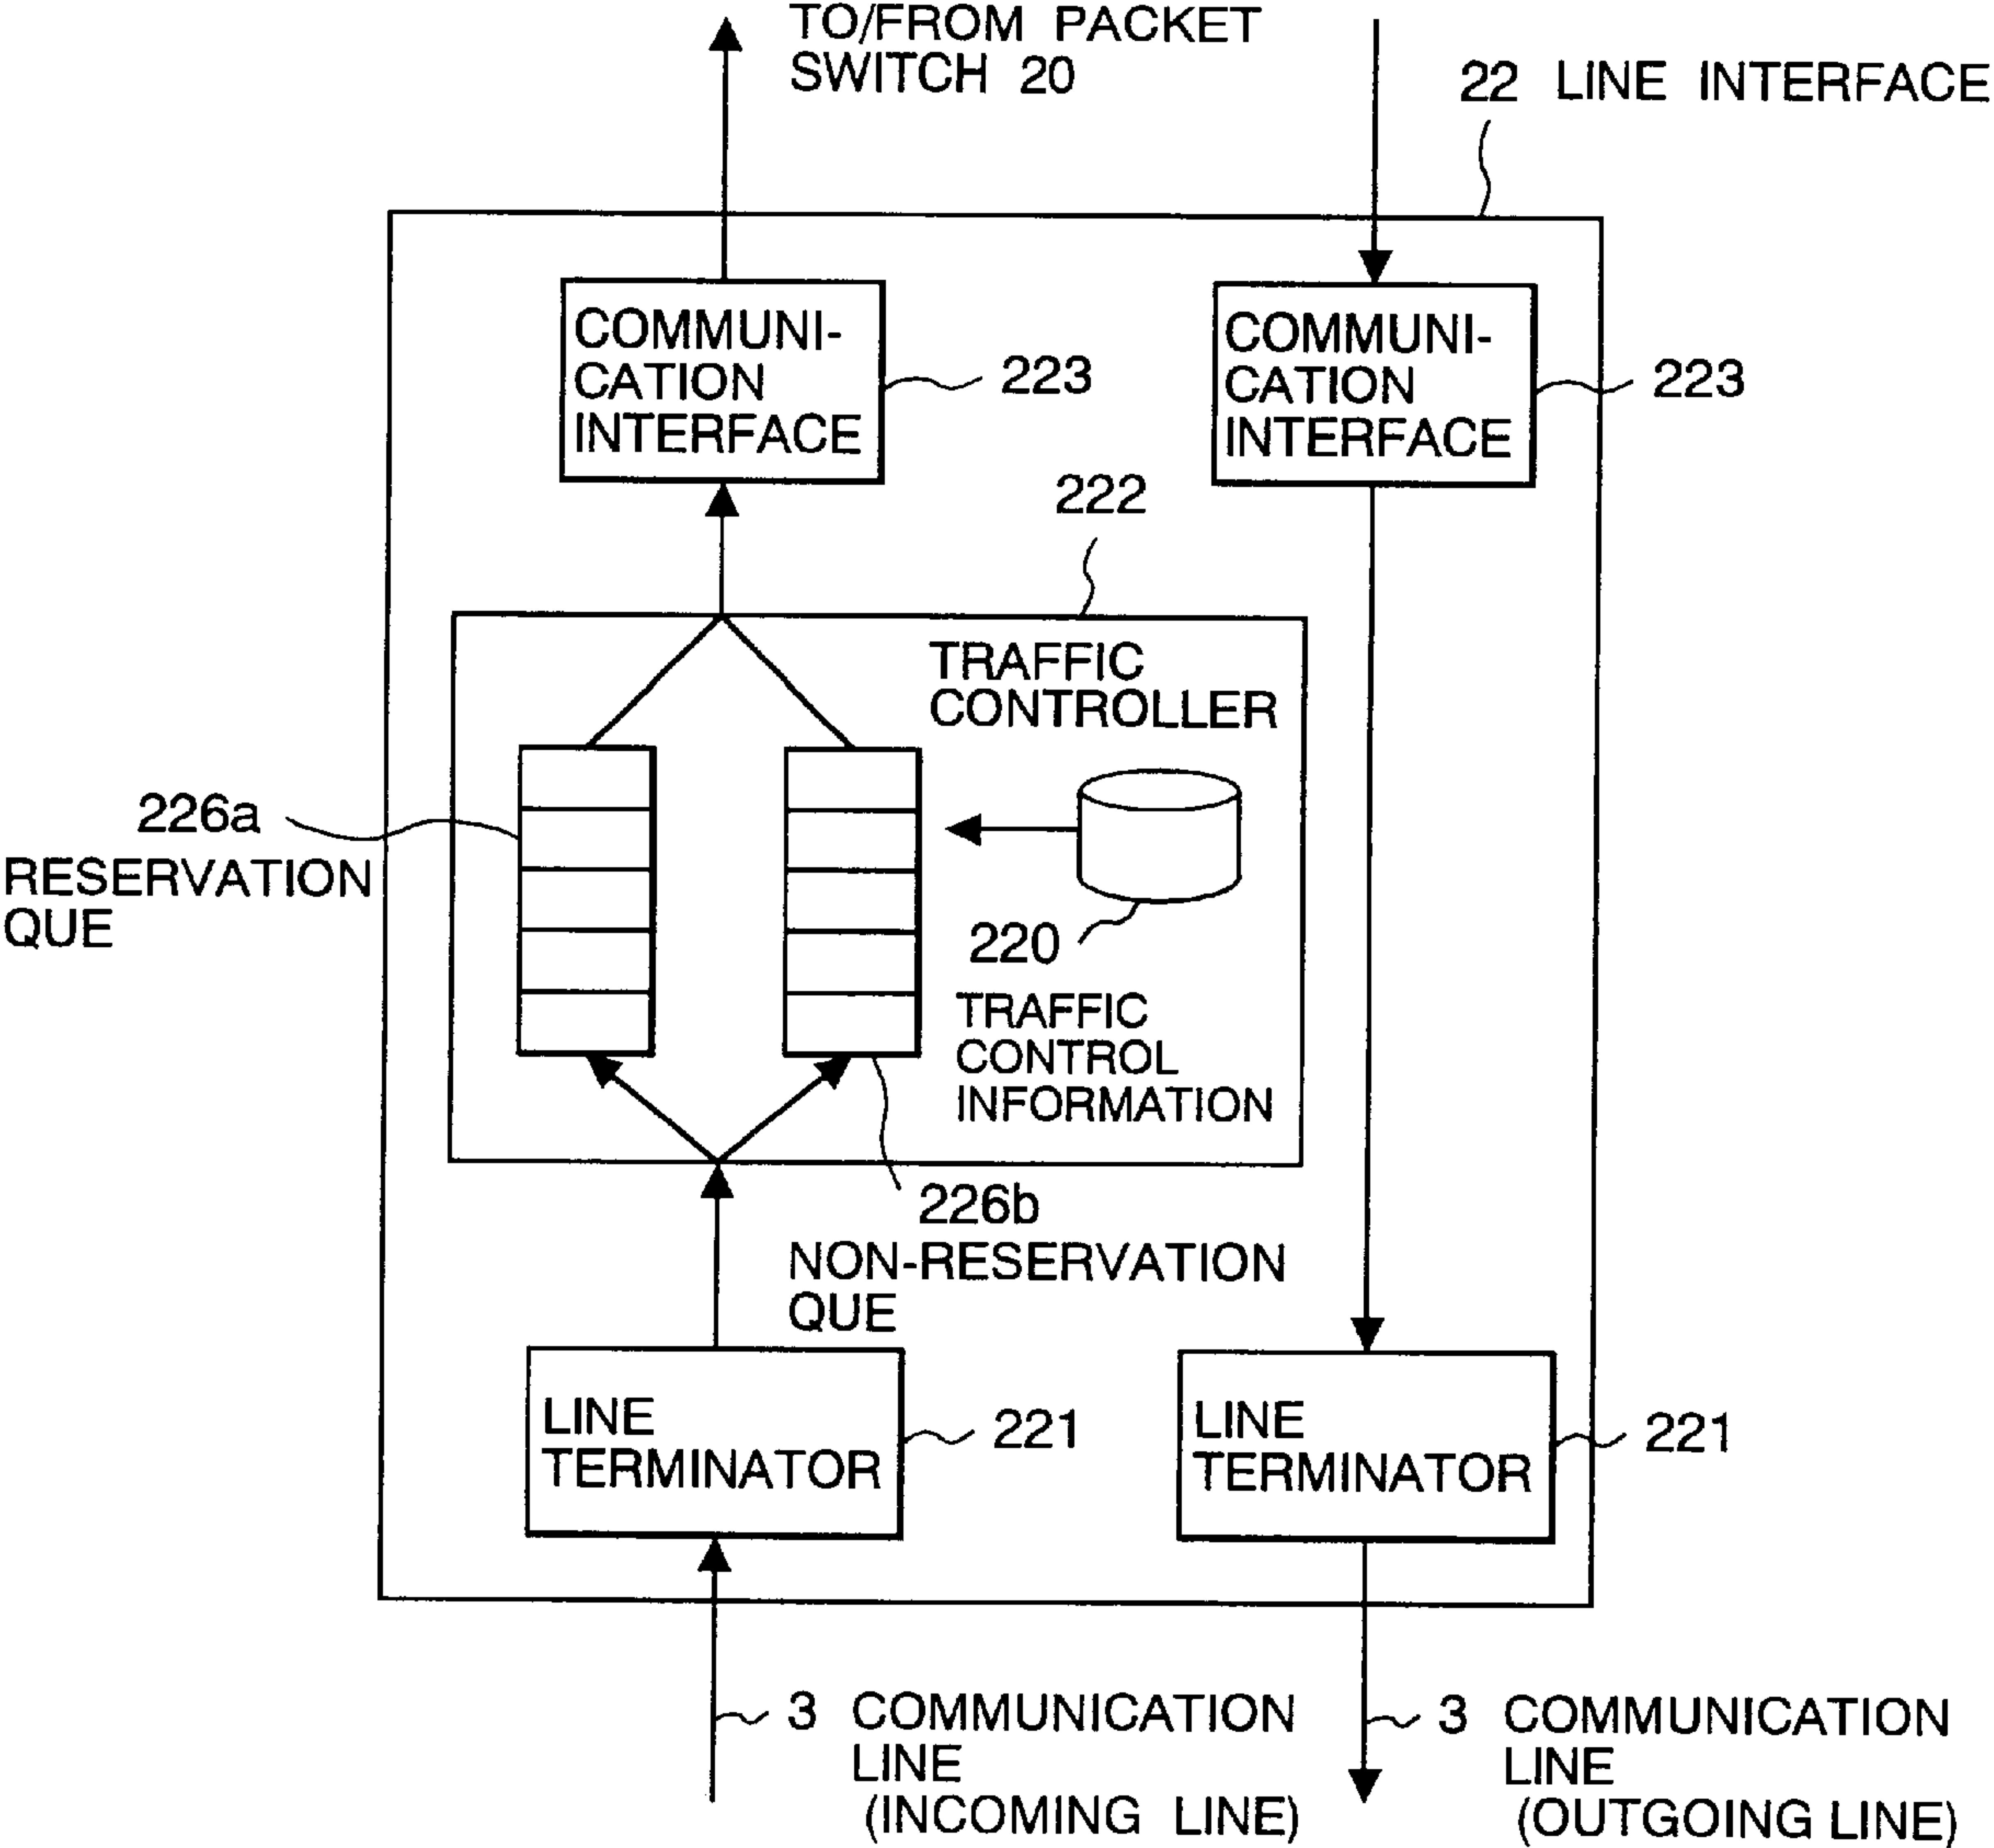 TO/FROM PACKET
SWITCH 20
22 LINE INTERFACE
COMMUNI-
CATION
INTERFACE
223
COMMUNI-
CATION
INTERFACE
223
222
TRAFFIC
CONTROLLER
226a
RESERVATION
QUE
220
TRAFFIC
CONTROL
INFORMATION
226b
NON-RESERVATION
QUE
LINE
TERMINATOR
221
LINE
TERMINATOR
221
3 COMMUNICATION
LINE
(INCOMING LINE)
3 COMMUNICATION
LINE
(OUTGOING LINE)